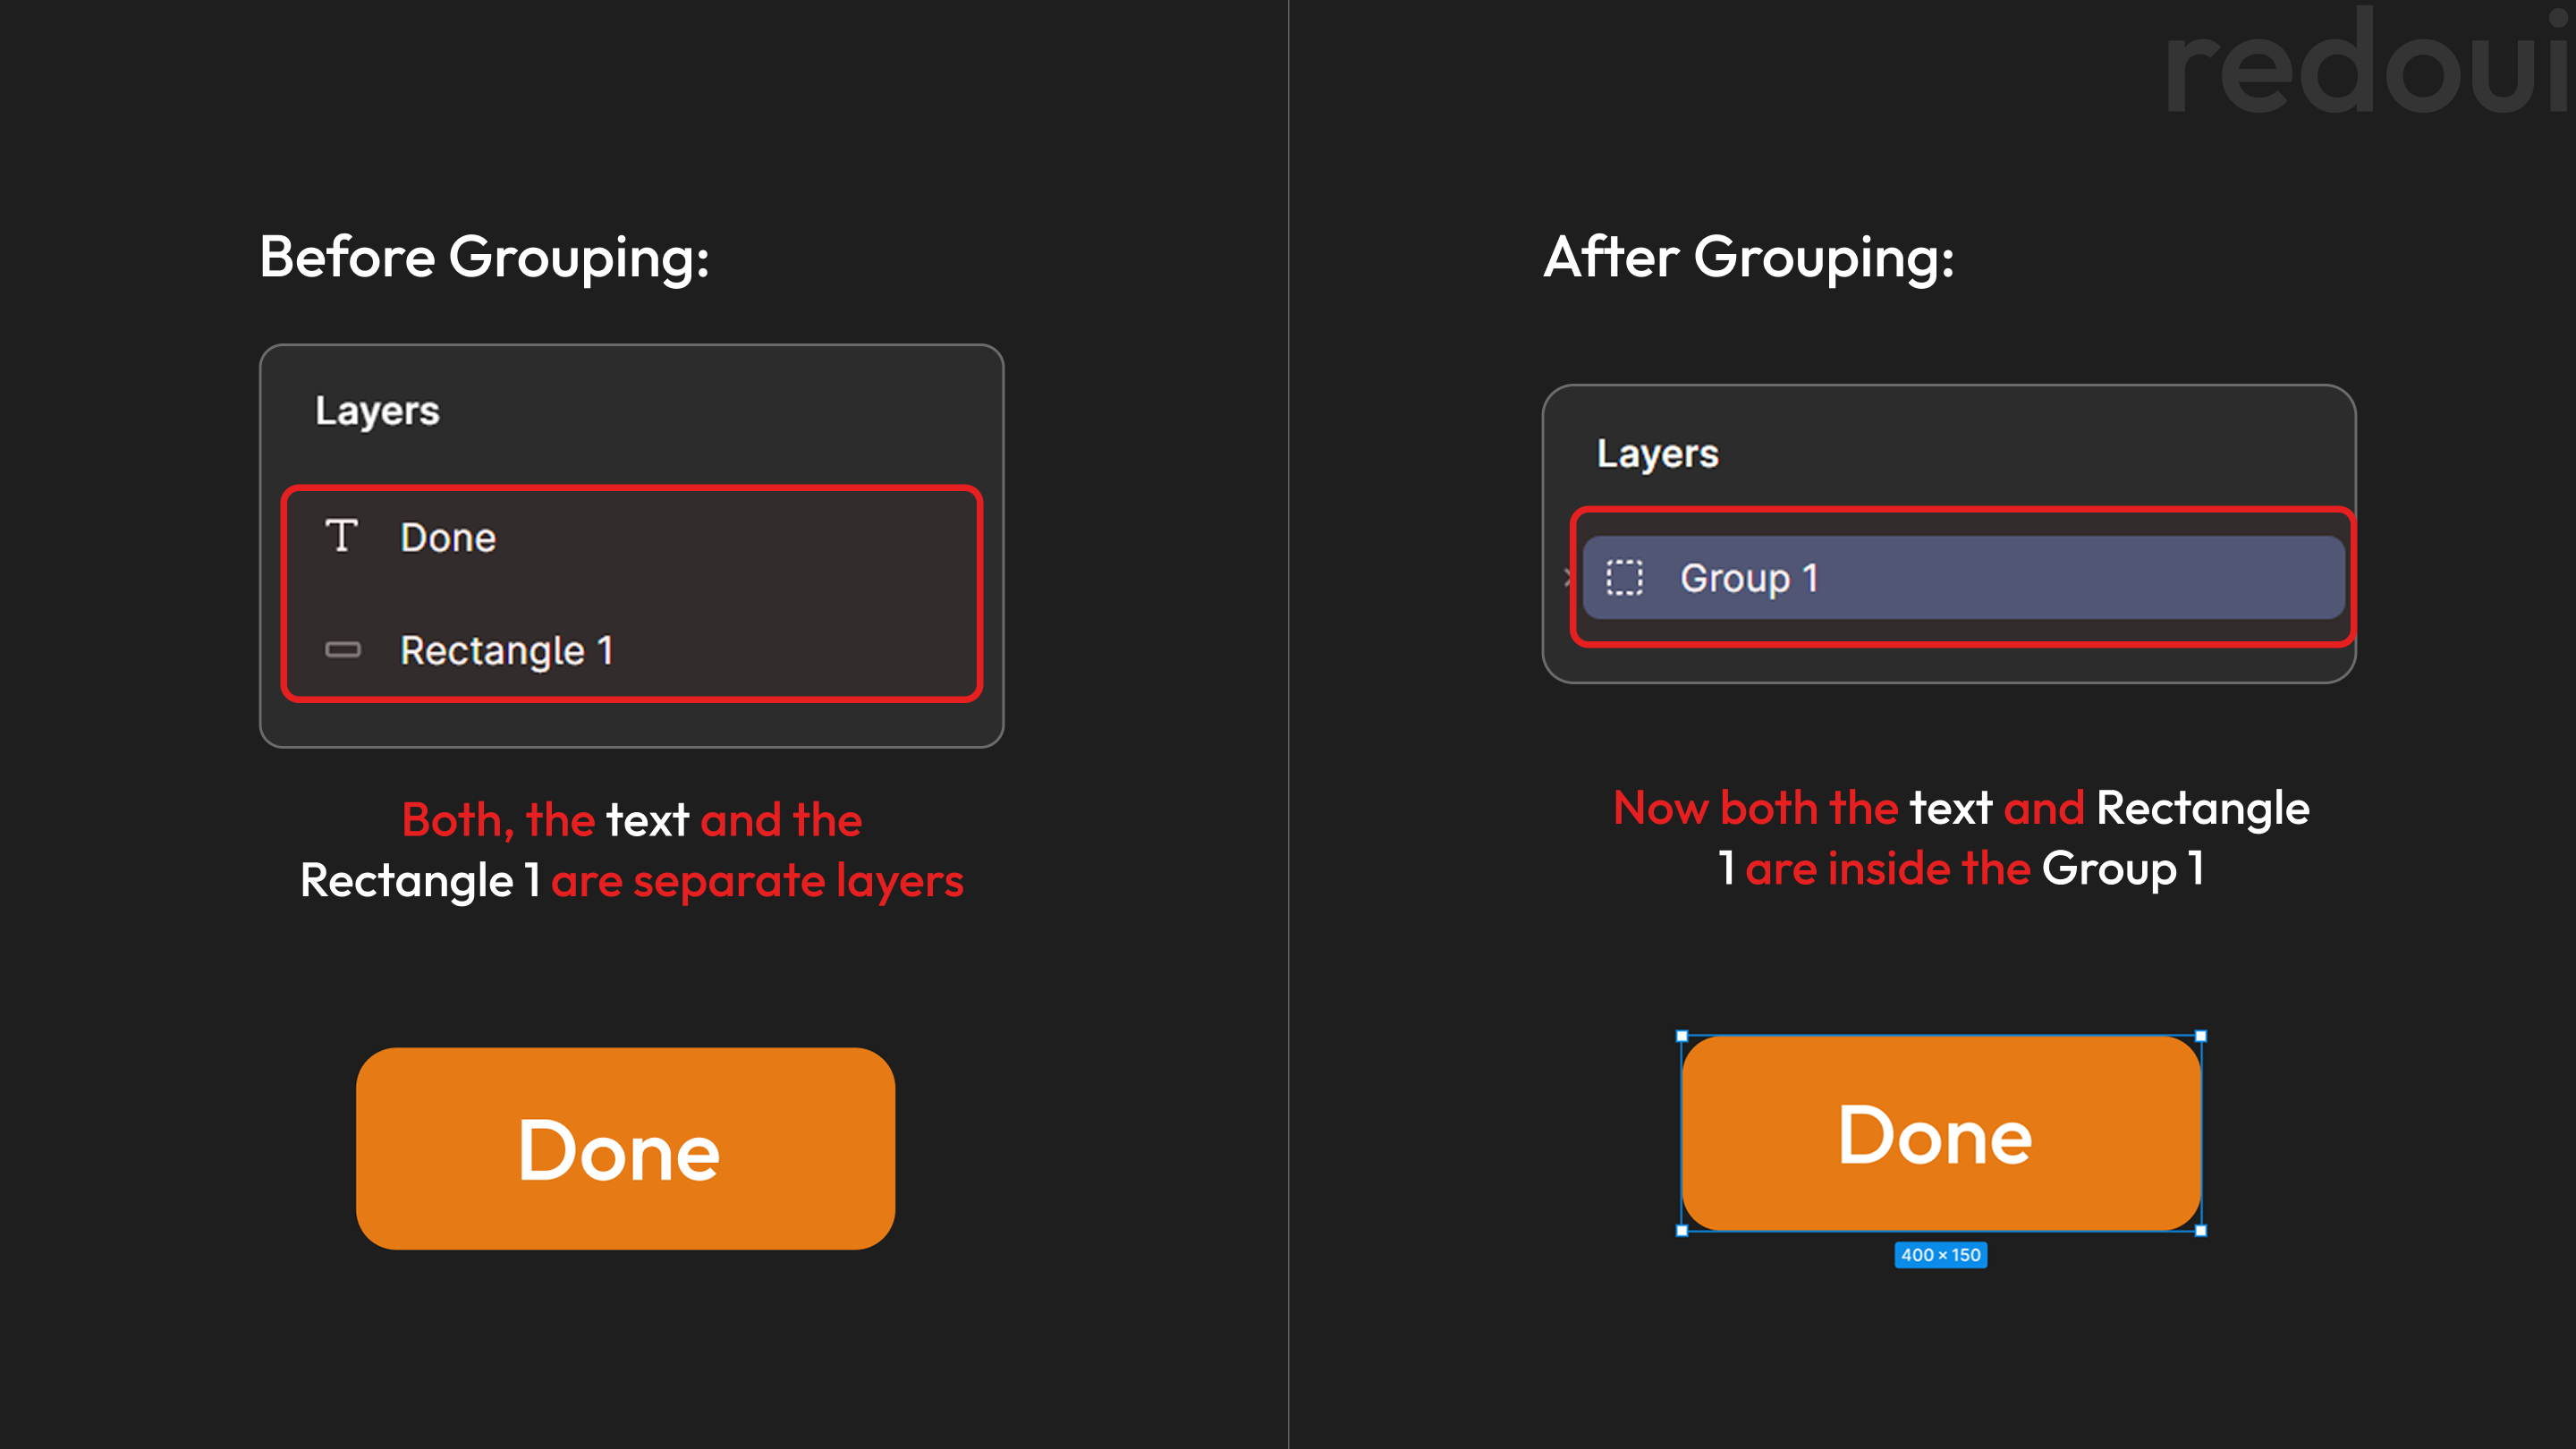 redoui
Before Grouping:
Layers
Done
Rectangle 1
Both, the text and the
Rectangle 1 are separate layers
Done
After Grouping:
Layers
Group 1
Now both the text and Rectangle
1 are inside the Group 1
Done
400 × 150